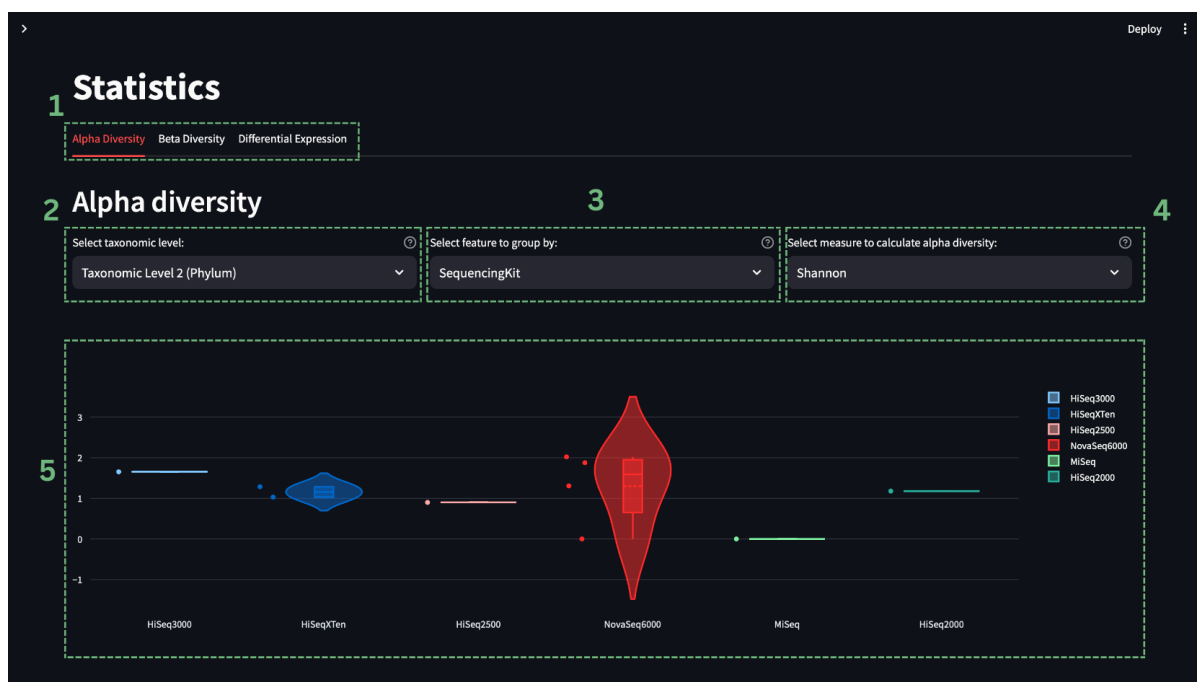 Deploy
Statistics
1
Alpha Diversity Beta Diversity Differential Expression
2
Alpha diversity
3
4
Select taxonomic level:
Select feature to group by:
Select measure to calculate alpha diversity:
Taxonomic Level 2 (Phylum)
SequencingKit
Shannon
5
3
2
1
0
−1
HiSeq3000
HiSeqXTen
HiSeq2500
NovaSeq6000
MiSeq
HiSeq2000
HiSeq3000
HiSeqXTen
HiSeq2500
NovaSeq6000
MiSeq
HiSeq2000